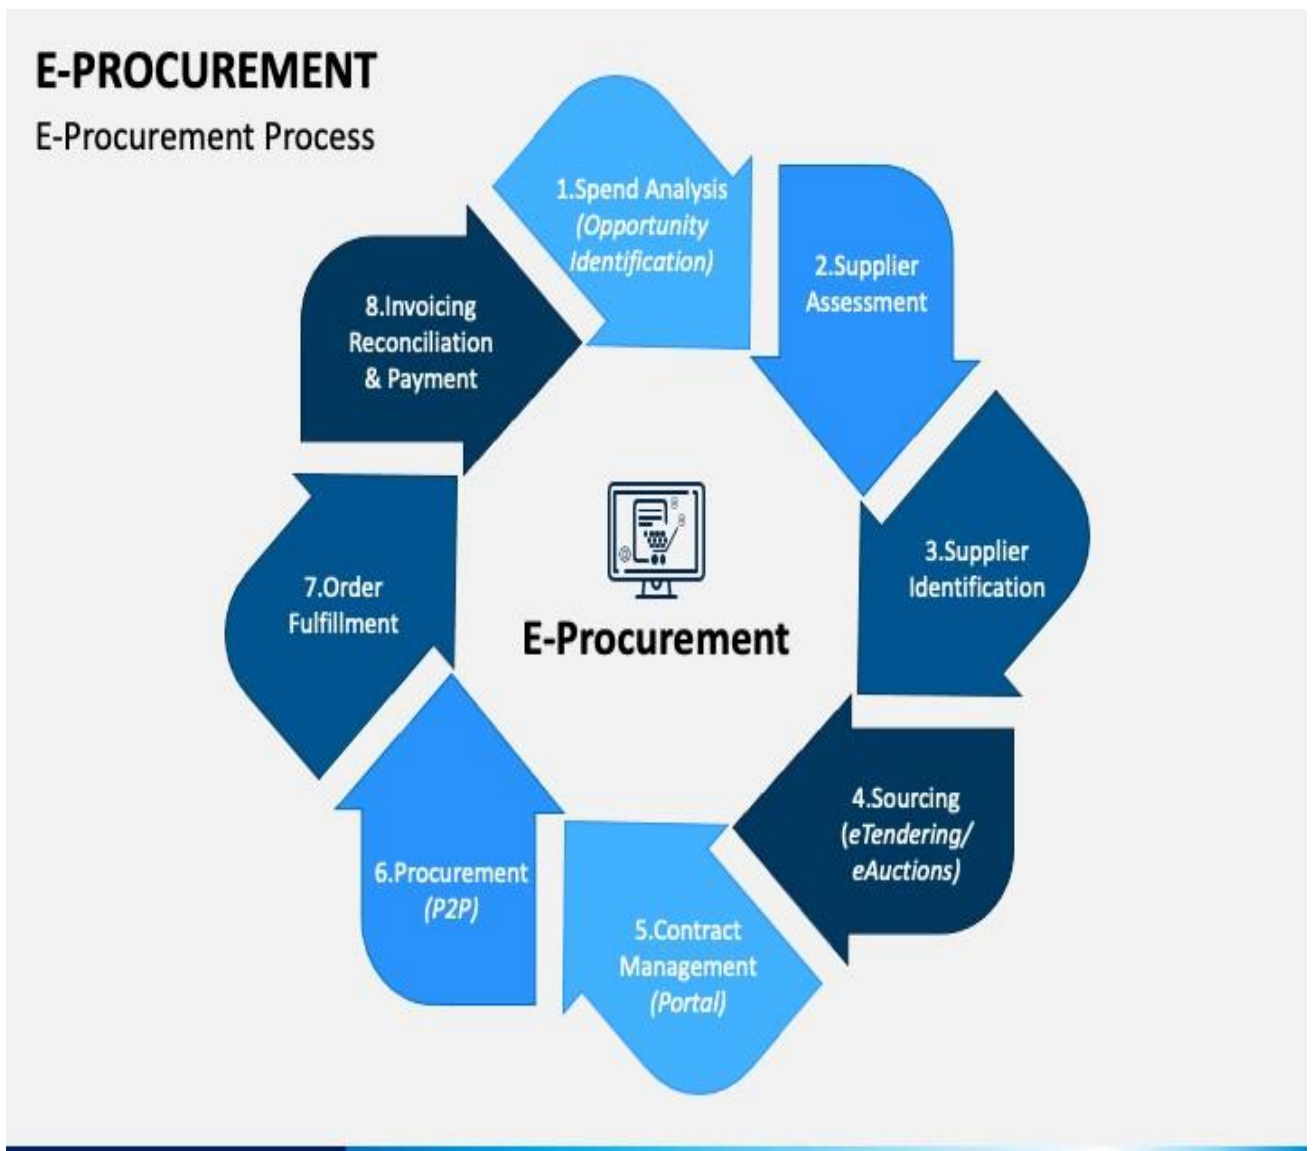 E-PROCUREMENT
E-Procurement Process
1.Spend Analysis
(Opportunity
Identification)
2.Supplier
Assessment
3.Supplier
Identification
4.Sourcing
(eTendering/
eAuctions)
5.Contract
Management
(Portal)
6.Procurement
(P2P)
7.Order
Fulfillment
8.Invoicing
Reconciliation
& Payment
E-Procurement